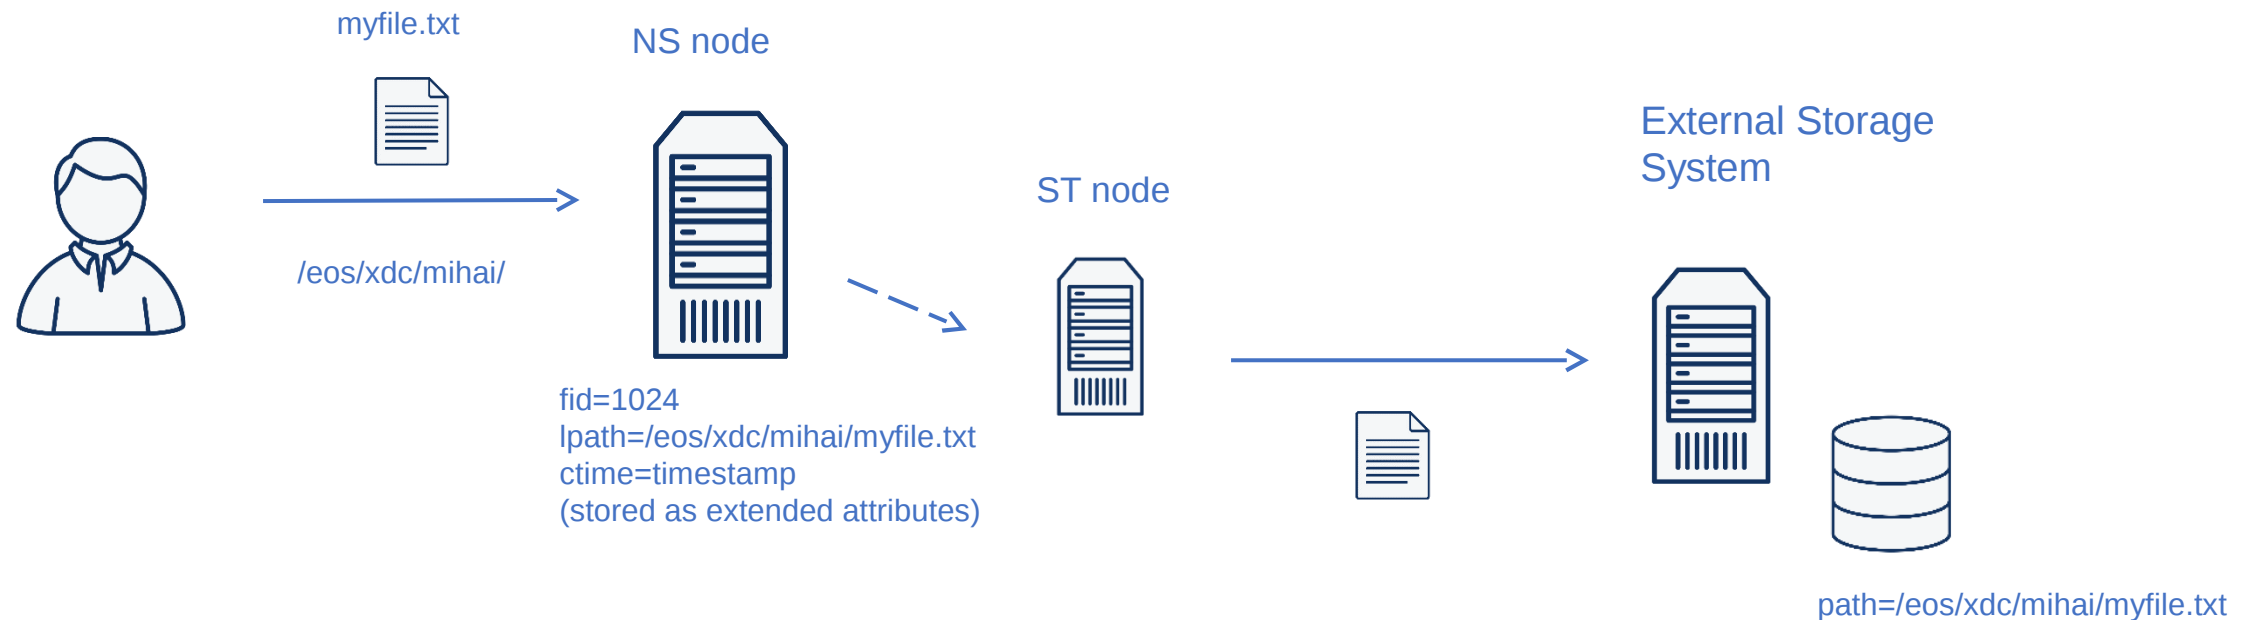 myfile.txt
NS node
/eos/xdc/mihai/
fid=1024
lpath=/eos/xdc/mihai/myfile.txt
ctime=timestamp
(stored as extended attributes)
ST node
External Storage
System
path=/eos/xdc/mihai/myfile.txt